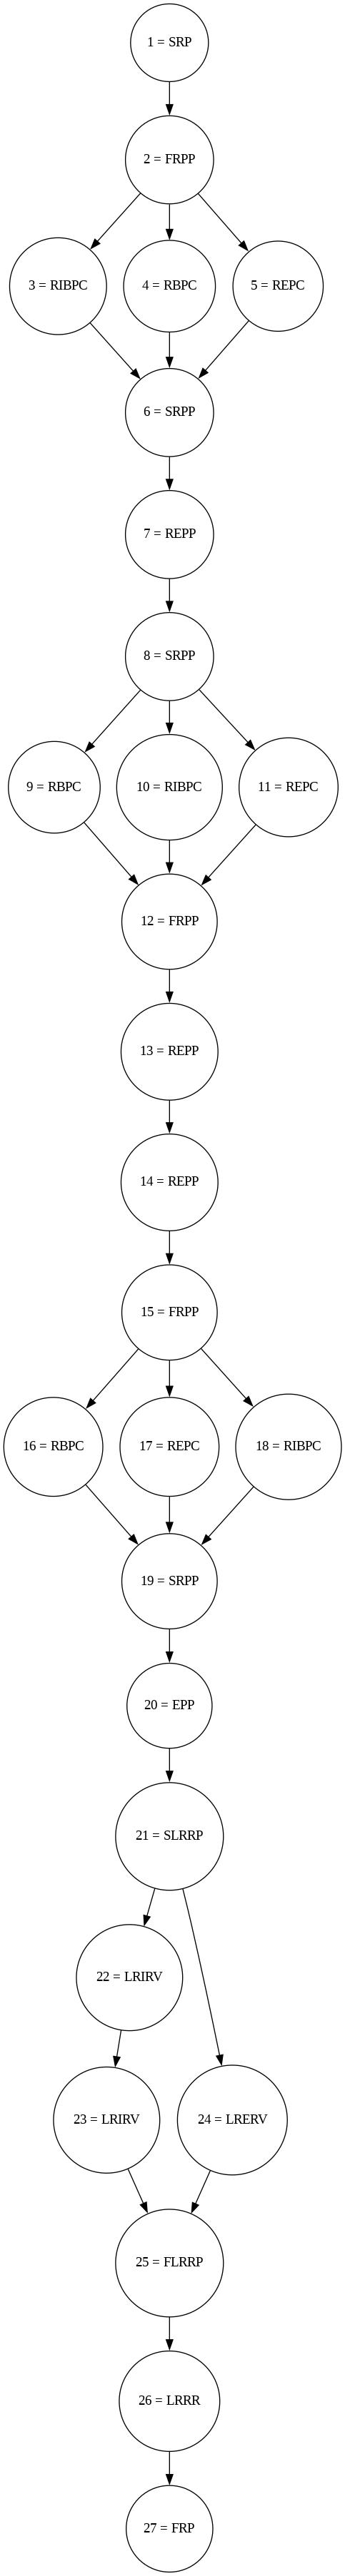 1 = SRP
2 = FRPP
3 = RIBPC
4 = RBPC
5 = REPC
6 = SRPP
7 = REPP
8 = SRPP
9 = RBPC
10 = RIBPC
11 = REPC
12 = FRPP
13 = REPP
14 = REPP
15 = FRPP
16 = RBPC
17 = REPC
18 = RIBPC
19 = SRPP
20 = EPP
21 = SLRRP
22 = LRIRV
23 = LRIRV
24 = LRERV
25 = FLRRP
26 = LRRR
27 = FRP